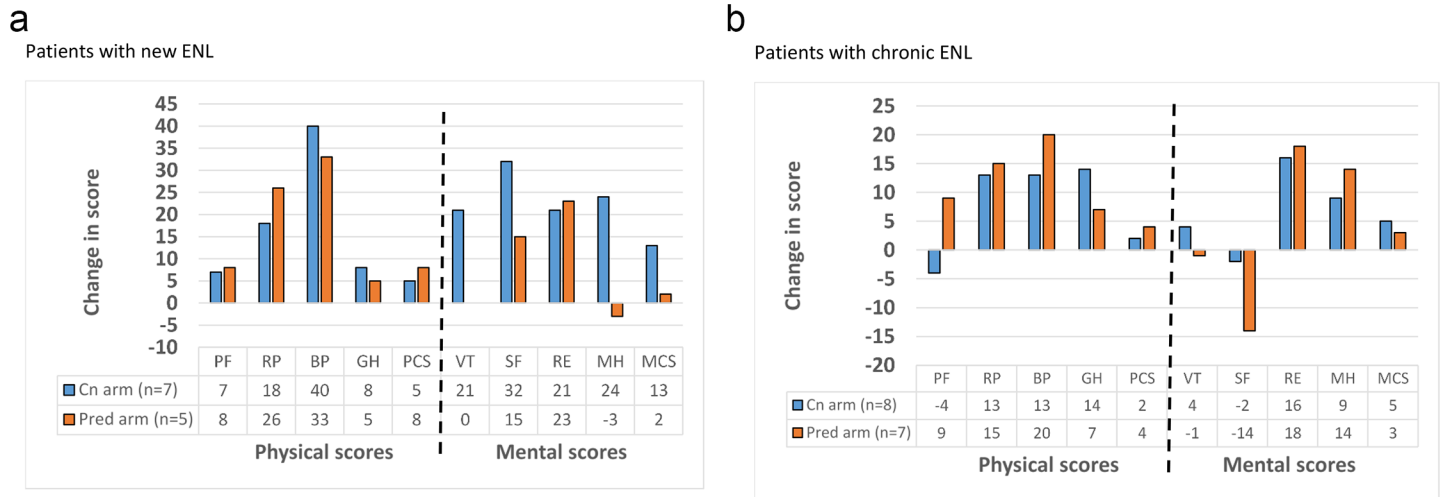 a
Patients with new ENL
Change in score
45
40
35
30
25
20
15
10
5
0
-5
-10
PF RP BP GH PCS VT SF RE MH MCS
Cn arm (n=7) 7 18 40 8 5 21 32 21 24 13
Pred arm (n=5) 8 26 33 5 8 0 15 23 -3 2
Physical scores Mental scores
b
Patients with chronic ENL
Change in score
25
20
15
10
5
0
-5
-10
-15
-20
PF RP BP GH PCS VT SF RE MH MCS
Cn arm (n=8) -4 13 13 14 2 4 -2 16 9 5
Pred arm (n=7) 9 15 20 7 4 -1 -14 18 14 3
Physical scores Mental scores